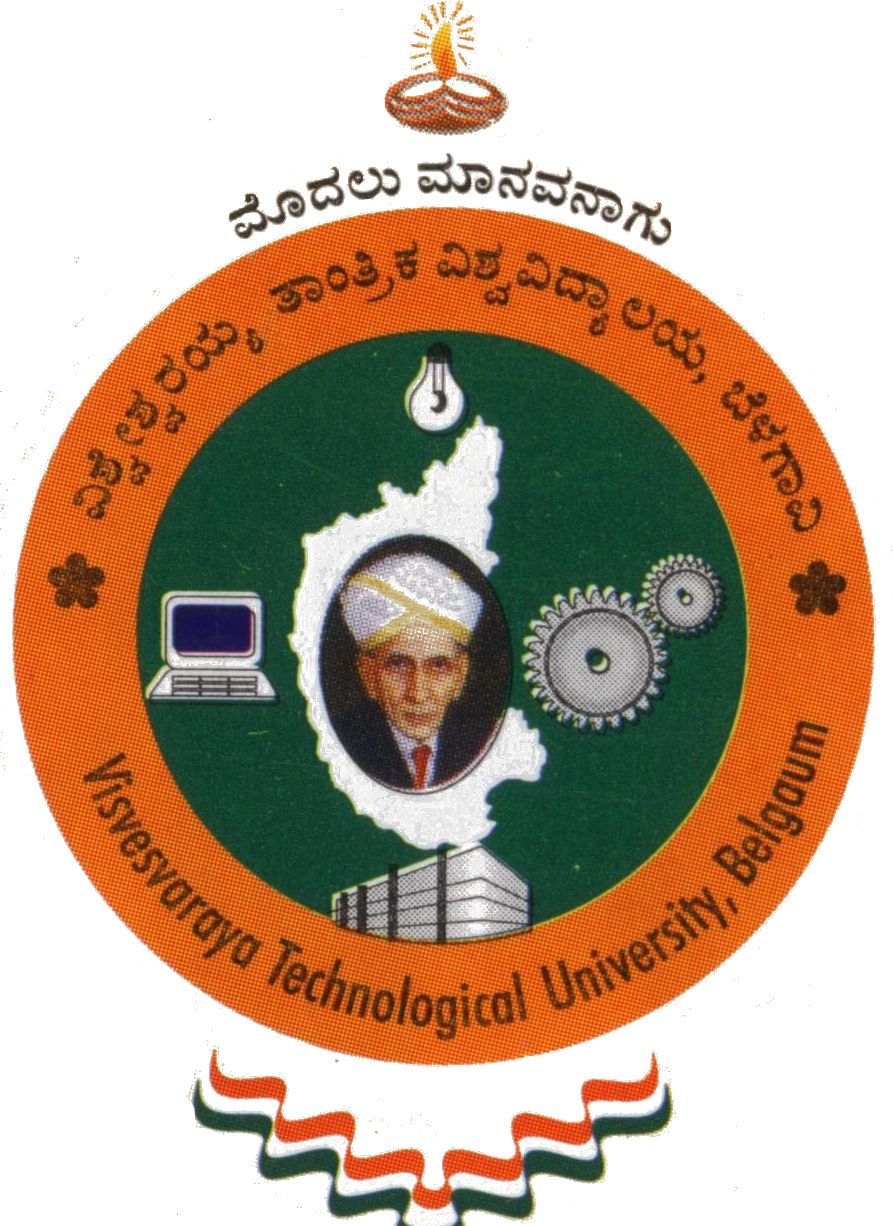 ಮೊದಲು ಮಾನವನಾಗು
ವಿಶ್ವೇಶ್ವರಯ್ಯ ತಾಂತ್ರಿಕ ವಿಶ್ವವಿದ್ಯಾಲಯ, ಬೆಳಗಾವಿ
Visvesvaraya Technological University, Belgaum